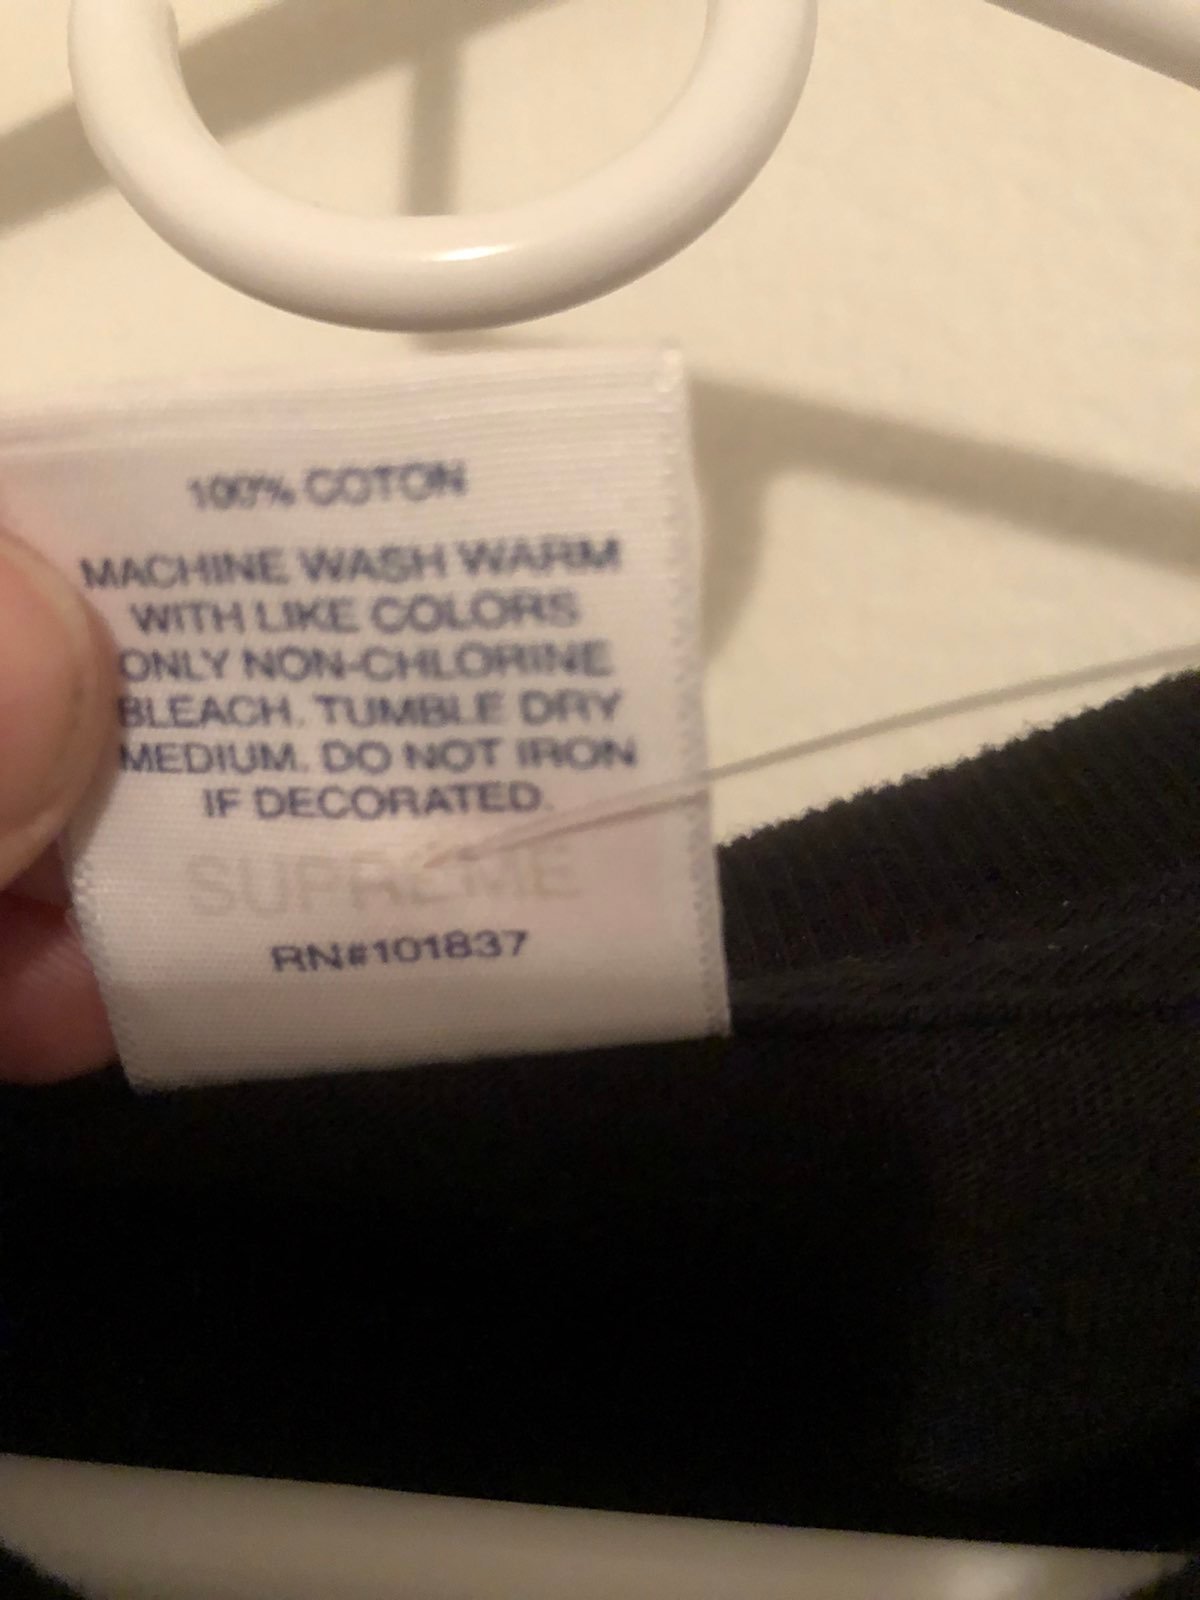 100% COTON
MACHINE WASH WARM
WITH LIKE COLORS
ONLY NON-CHLORINE
BLEACH. TUMBLE DRY
MEDIUM. DO NOT IRON
IF DECORATED.
SUPREME
RN#101837